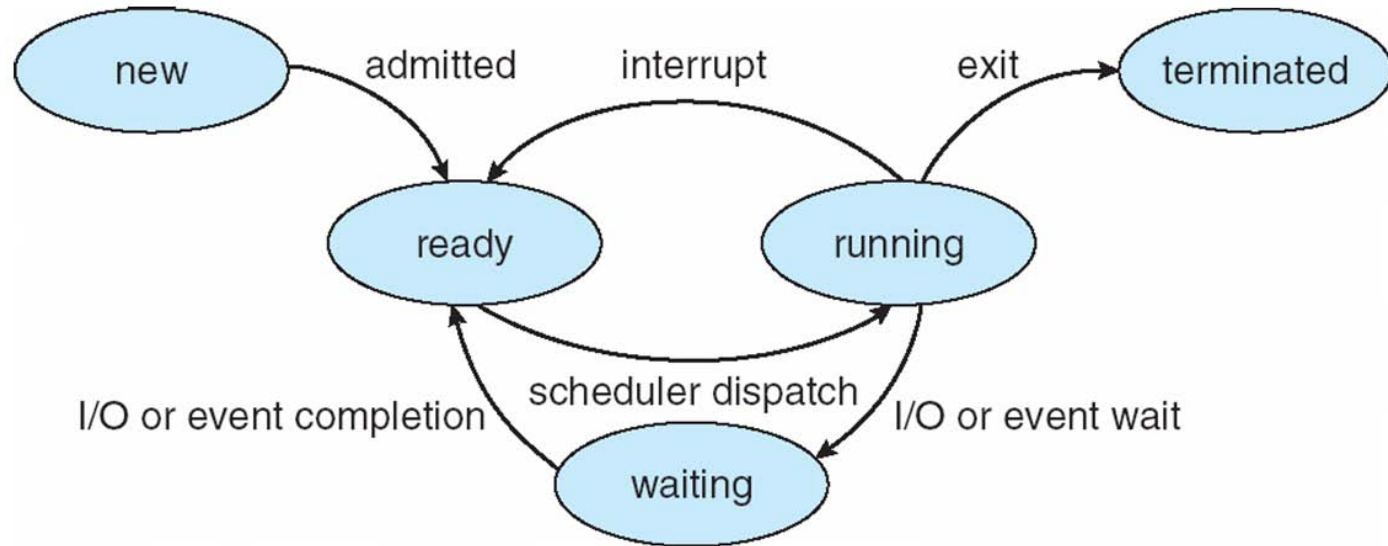 new
admitted
interrupt
exit
terminated
ready
running
scheduler dispatch
I/O or event completion
I/O or event wait
waiting